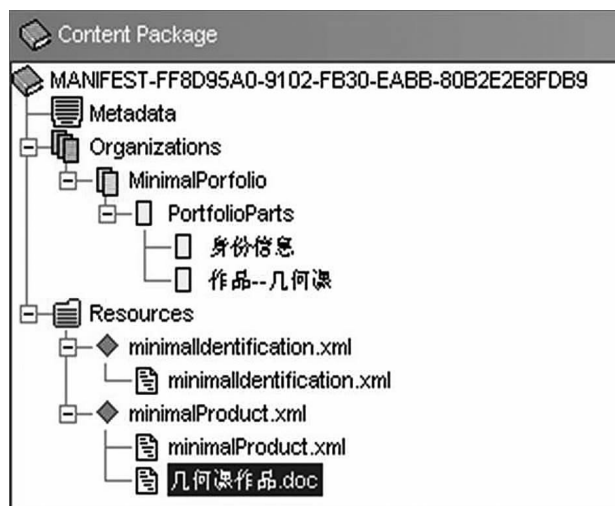 Content Package
MANIFEST-FF8D95A0-9102-FB30-EABB-80B2E2E8FDB9
Metadata
Organizations
MinimalPorfolio
PortfolioParts
身份信息
作品--几何课
Resources
minimalIdentification.xml
minimalIdentification.xml
minimalProduct.xml
minimalProduct.xml
几何课作品.doc